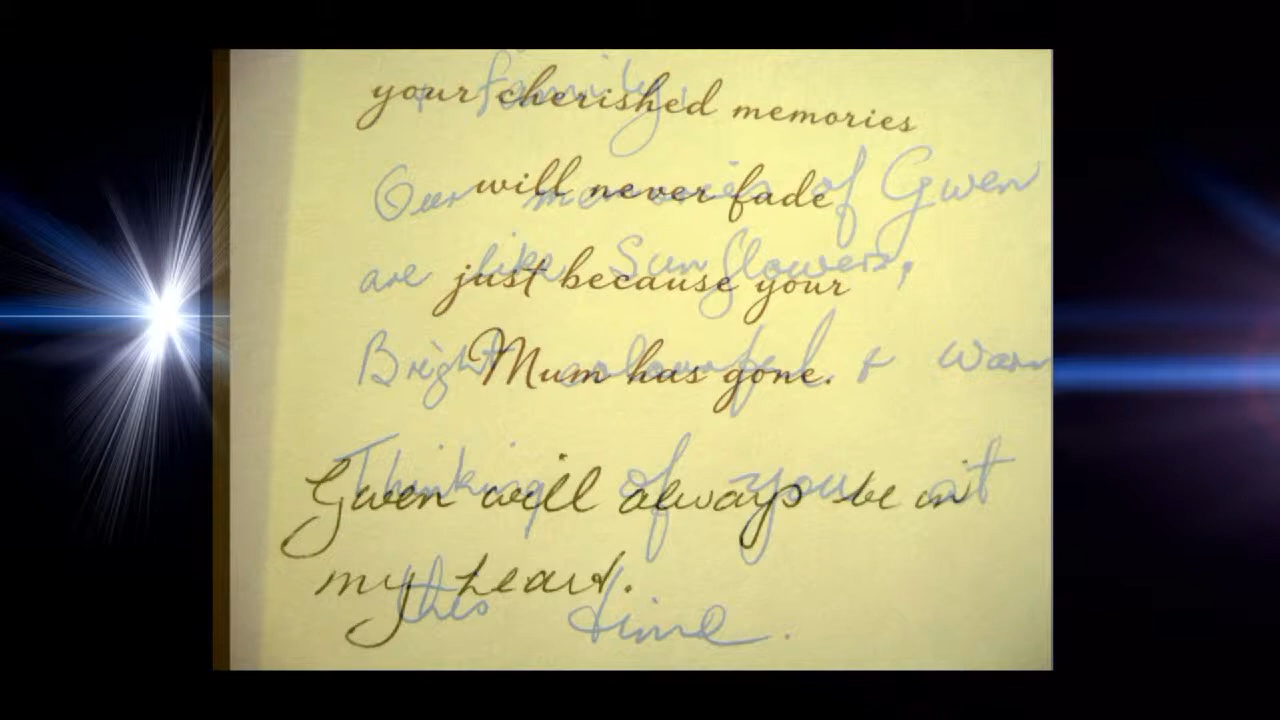 & family,
your cherished memories
will never fade
Our memories of Gwen
just because your
are like Sunflowers,
Mum has gone.
Bright colourful & warm
Gwen will always be in
Thinking of you at
my heart.
this time.